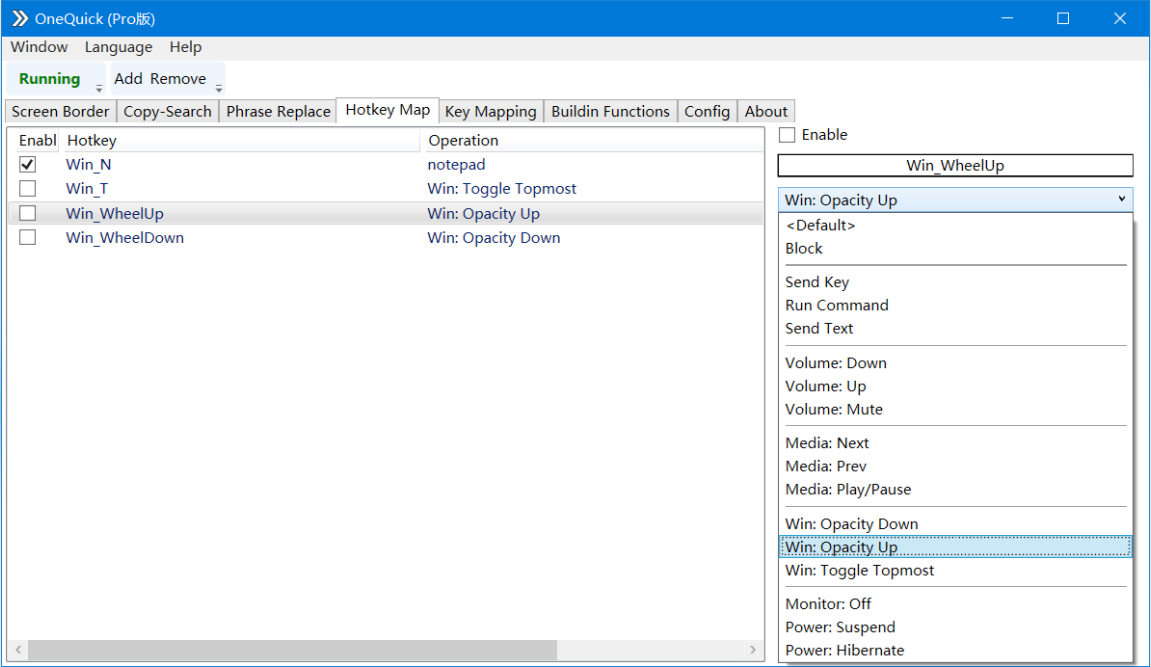 OneQuick (Pro版)
Window Language Help
Running Add Remove
Screen Border Copy-Search Phrase Replace Hotkey Map Key Mapping Buildin Functions Config About
Enabl Hotkey Operation
Win_N notepad
Win_T Win: Toggle Topmost
Win_WheelUp Win: Opacity Up
Win_WheelDown Win: Opacity Down
Enable
Win_WheelUp
Win: Opacity Up
<Default>
Block
Send Key
Run Command
Send Text
Volume: Down
Volume: Up
Volume: Mute
Media: Next
Media: Prev
Media: Play/Pause
Win: Opacity Down
Win: Opacity Up
Win: Toggle Topmost
Monitor: Off
Power: Suspend
Power: Hibernate